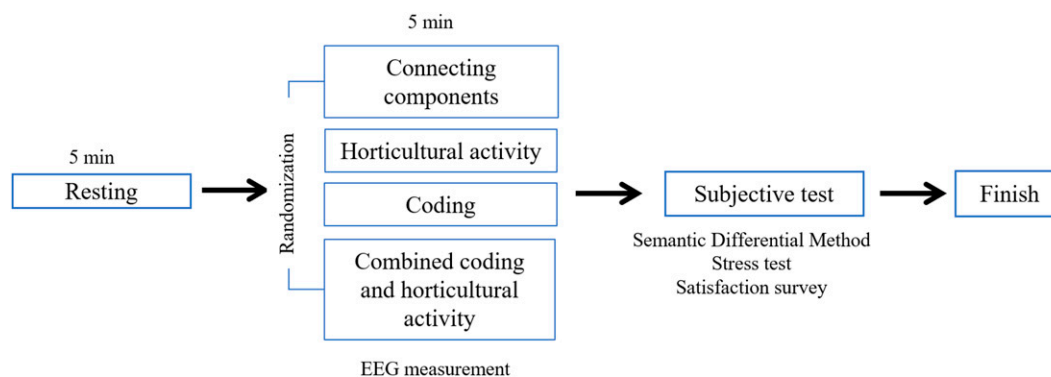 5 min
Resting
Randomization
5 min
Connecting
components
Horticultural activity
Coding
Combined coding
and horticultural
activity
EEG measurement
Subjective test
Semantic Differential Method
Stress test
Satisfaction survey
Finish